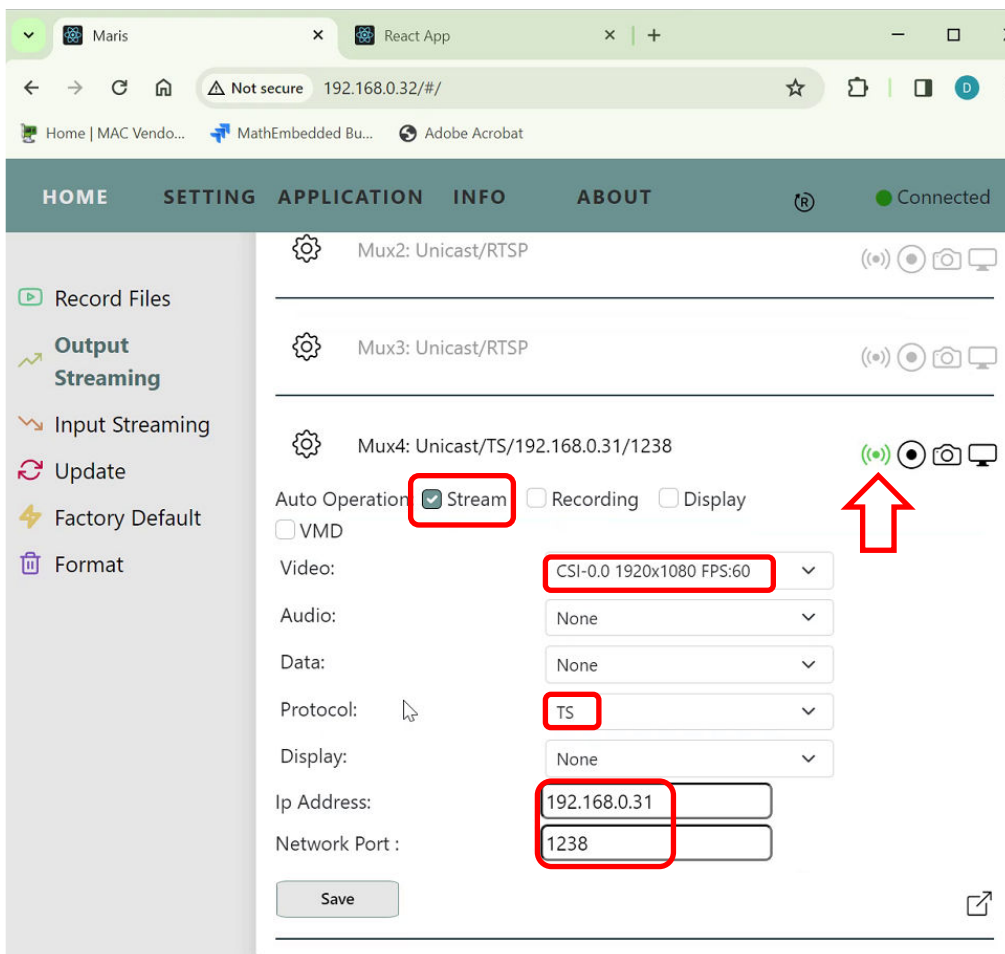 Maris
React App
Not secure 192.168.0.32/#/
D
Home | MAC Vendo... MathEmbedded Bu... Adobe Acrobat
HOME SETTING APPLICATION INFO ABOUT R Connected
Mux2: Unicast/RTSP
Record Files
Mux3: Unicast/RTSP
Output
Streaming
Input Streaming
Mux4: Unicast/TS/192.168.0.31/1238
Update
Auto Operation: Stream Recording Display
Factory Default
VMD
Format
Video: CSI-0.0 1920x1080 FPS:60
Audio: None
Data: None
Protocol: TS
Display: None
Ip Address: 192.168.0.31
Network Port : 1238
Save